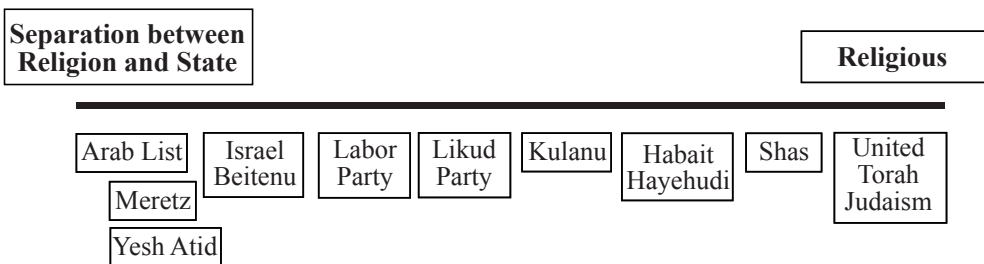 Separation between
Religion and State
Religious
Arab List
Meretz
Yesh Atid
Israel
Beitenu
Labor
Party
Likud
Party
Kulanu
Habait
Hayehudi
Shas
United
Torah
Judaism